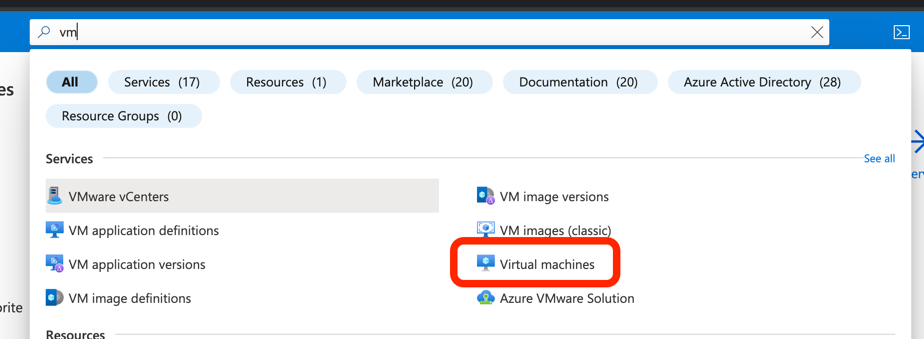 vm
es
All
Services (17)
Resources (1)
Marketplace (20)
Documentation (20)
Azure Active Directory (28)
Resource Groups (0)
Services
See all
VMware vCenters
VM image versions
VM application definitions
VM images (classic)
VM application versions
Virtual machines
VM image definitions
Azure VMware Solution
orite
Resources